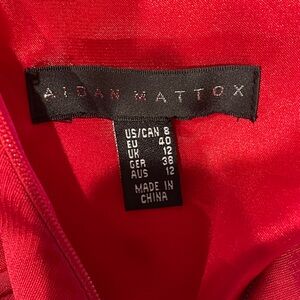 AIDAN MATTOX
US/CAN 8
EU 40
UK 12
GER 38
AUS 12
MADE IN
CHINA